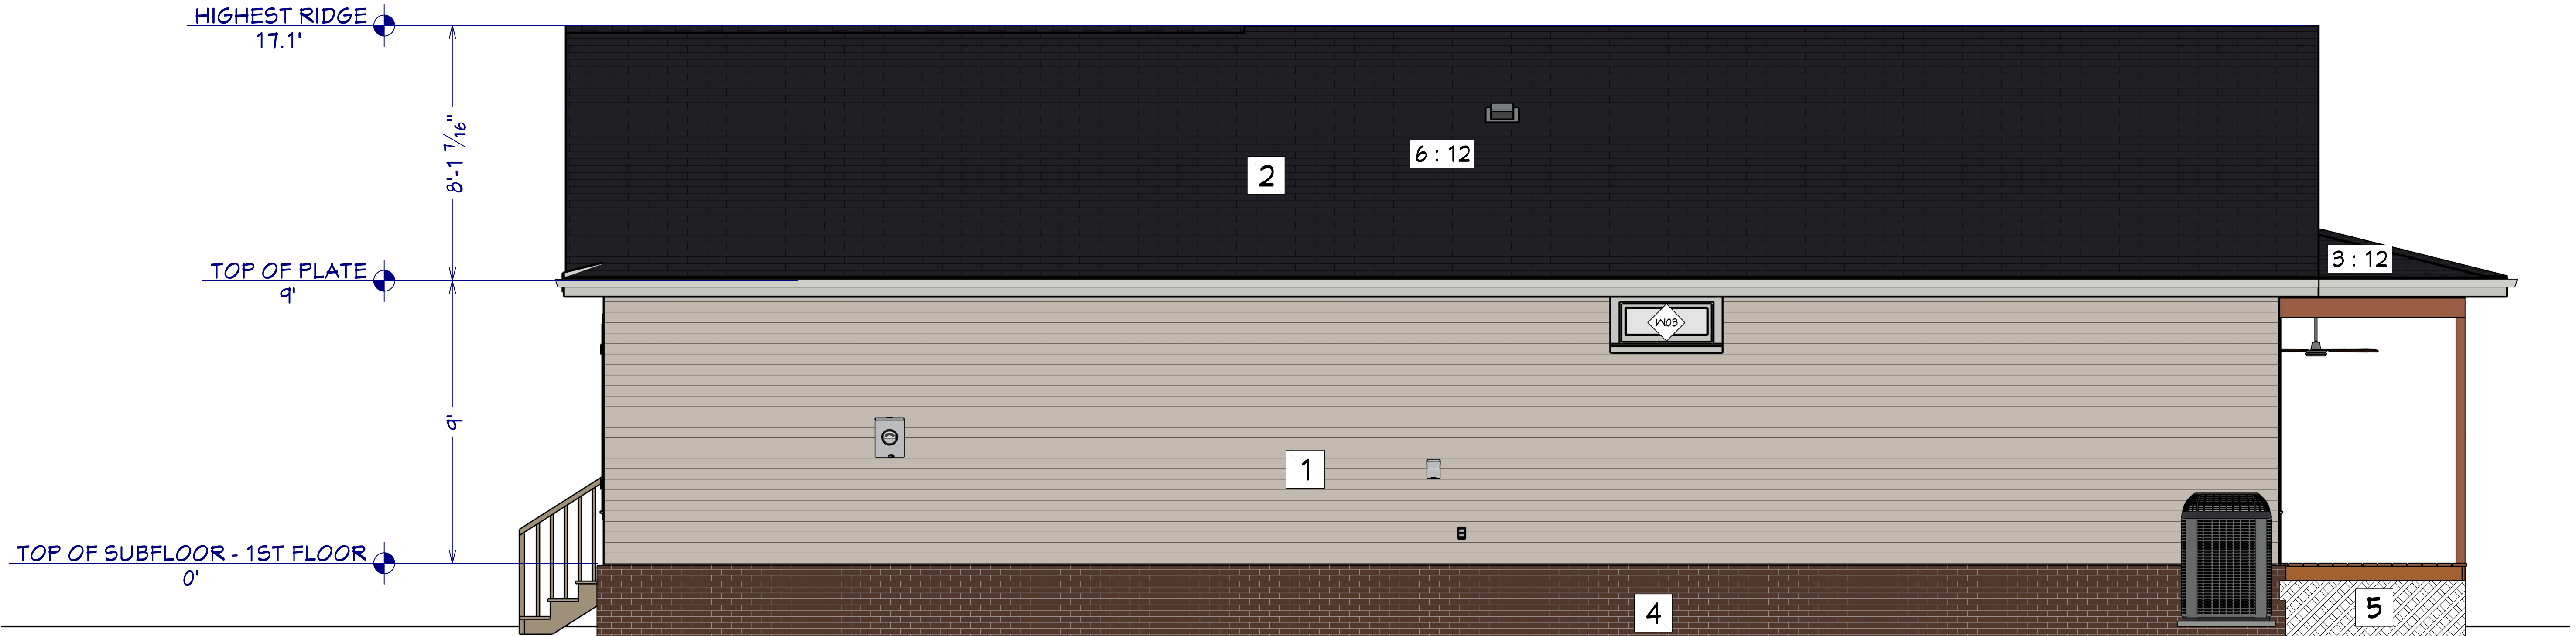 HIGHEST RIDGE
17.1'
8'-1 7/16"
6 : 12
2
3 : 12
TOP OF PLATE
9'
W03
9'
1
TOP OF SUBFLOOR - 1ST FLOOR
0'
4
5